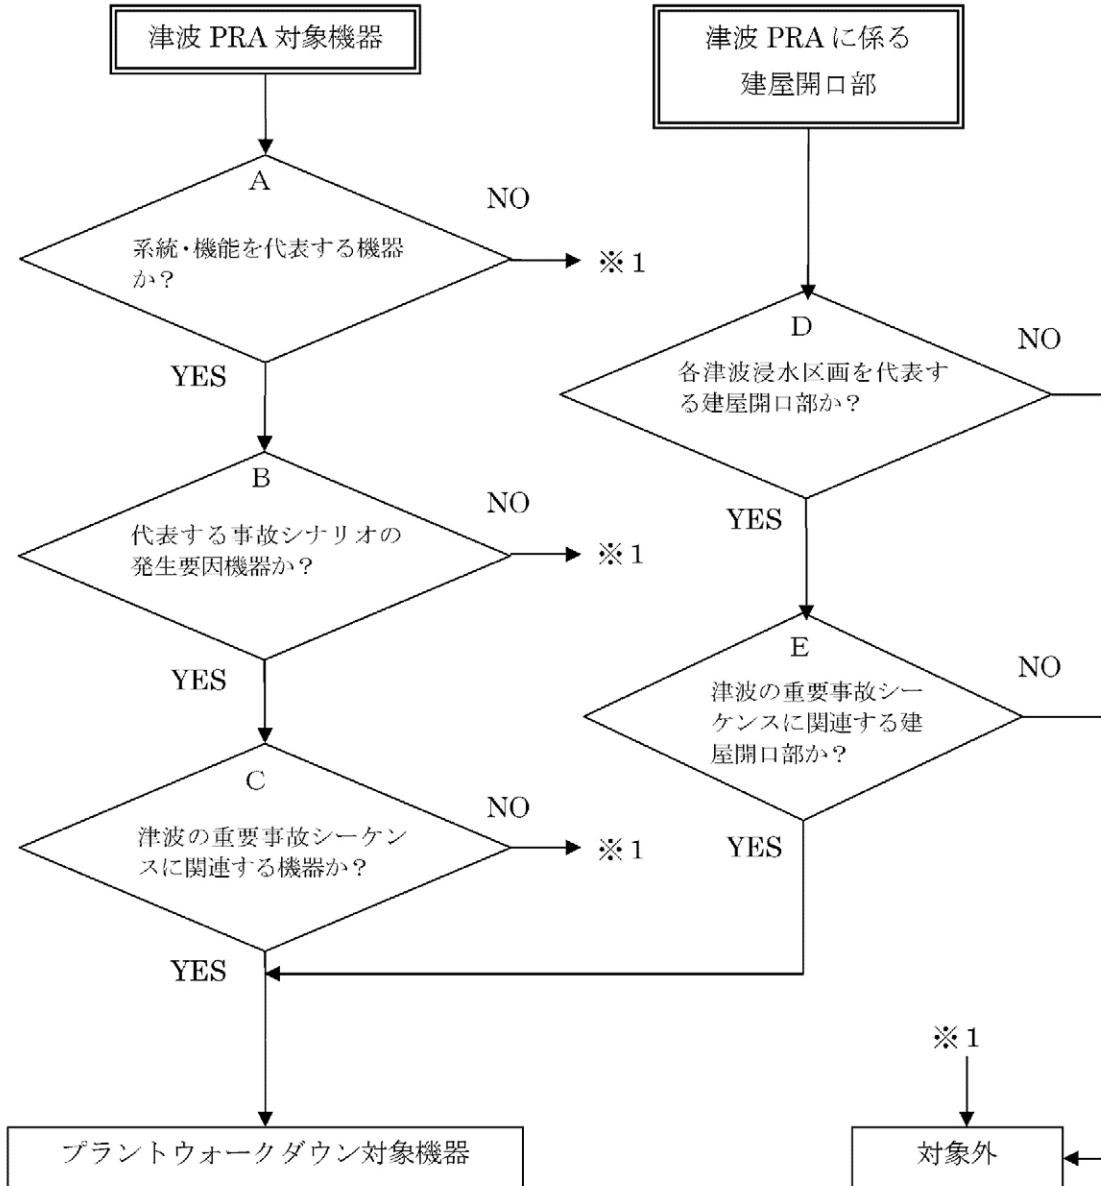 津波 PRA 対象機器
A
系統・機能を代表する機器
か？
NO
※1
YES
B
代表する事故シナリオの
発生要因機器か？
NO
※1
YES
C
津波の重要事故シーケン
スに関連する機器か？
NO
※1
YES
プラントウォークダウン対象機器
津波 PRA に係る
建屋開口部
D
各津波浸水区画を代表す
る建屋開口部か？
NO
YES
E
津波の重要事故シー
ケンスに関連する建
屋開口部か？
NO
YES
※1
対象外